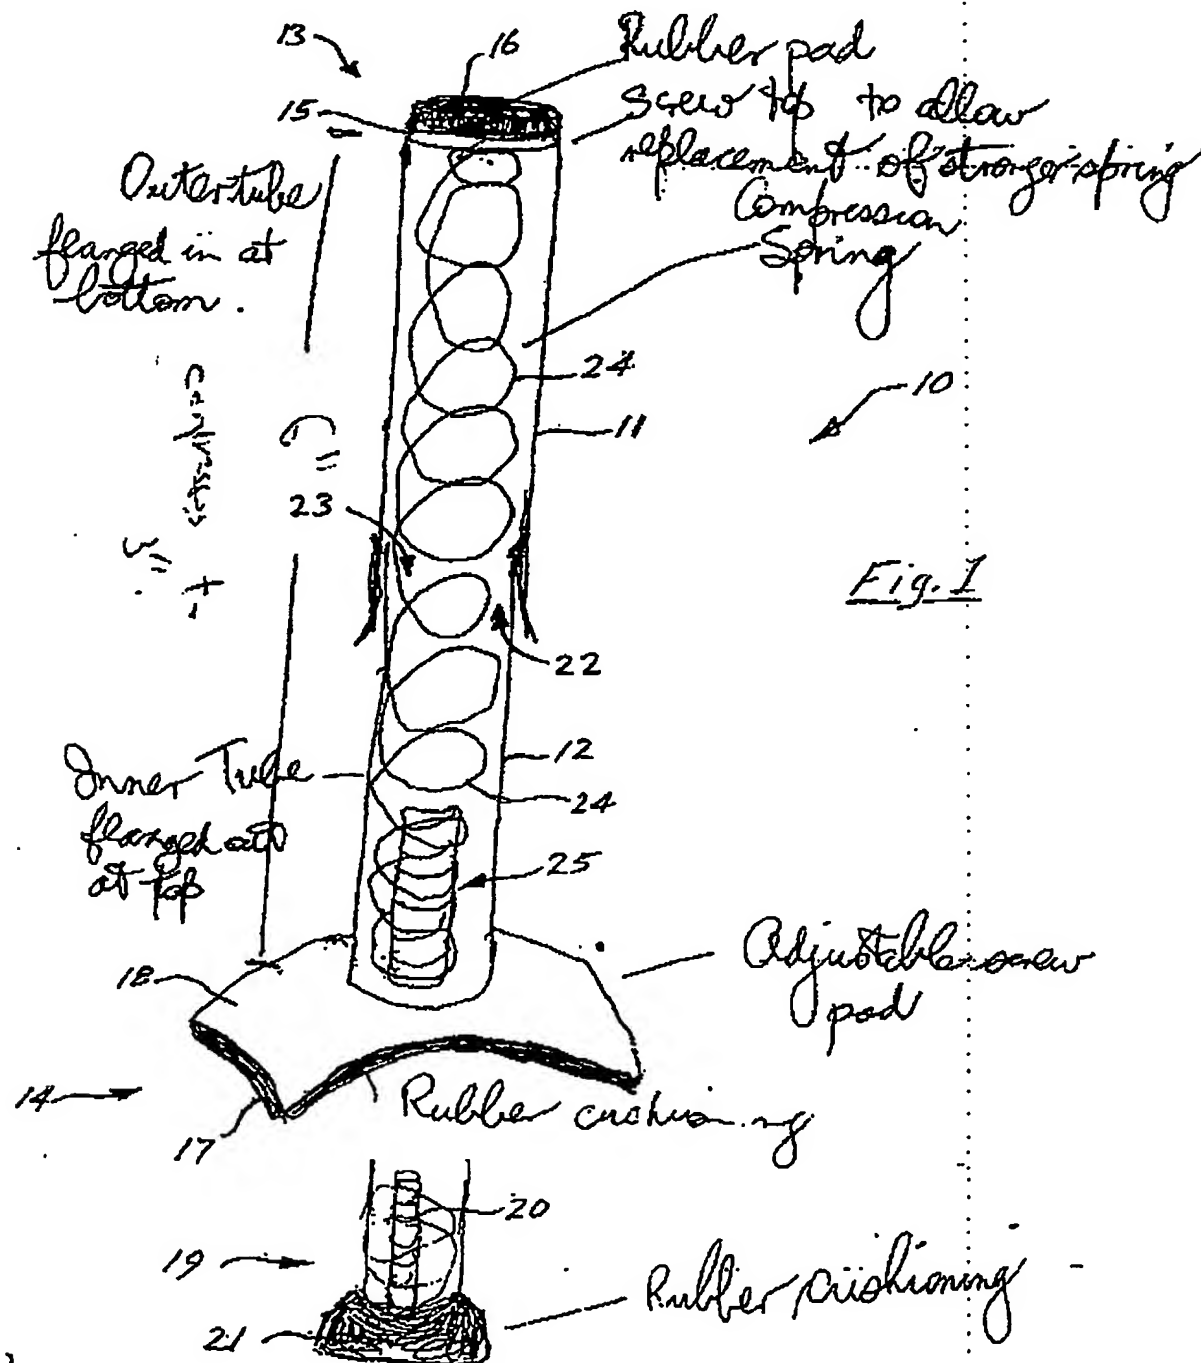 13
16
Rubber pad
screw top to allow
replacement of stronger spring
15
Outer tube
flanged in at
bottom.
Compression
Spring
24
10
11
23
Fig. 1
22
12
Inner Tube
24
flanged out
at top
25
Adjustable screw
pad
18
14
Rubber cushioning
17
20
19
Rubber cushioning
21